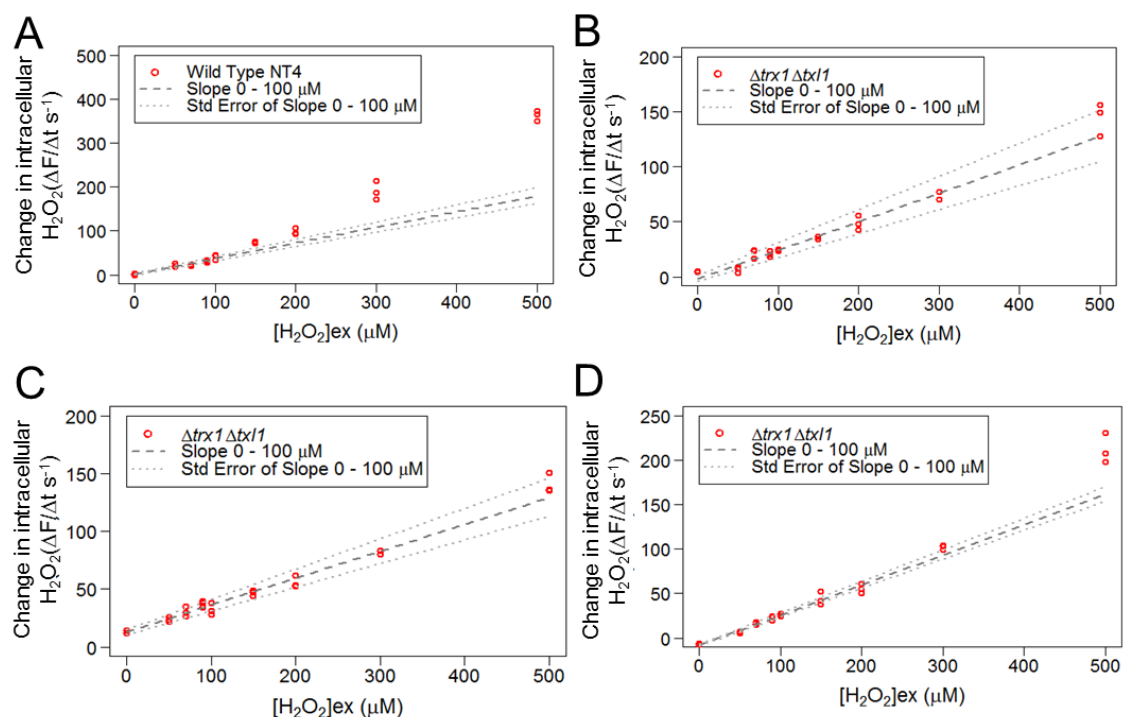 A
Change in intracellular
H₂O₂(ΔF/Δt s⁻¹)
500
400
300
200
100
0
Wild Type NT4
Slope 0 - 100 μM
Std Error of Slope 0 - 100 μM
0
100
200
300
400
500
[H₂O₂]ex (μM)
B
Change in intracellular
H₂O₂(ΔF/Δt s⁻¹)
200
150
100
50
0
Δtrx1Δtxl1
Slope 0 - 100 μM
Std Error of Slope 0 - 100 μM
0
100
200
300
400
500
[H₂O₂]ex (μM)
C
Change in intracellular
H₂O₂(ΔF/Δt s⁻¹)
200
150
100
50
0
Δtrx1Δtxl1
Slope 0 - 100 μM
Std Error of Slope 0 - 100 μM
0
100
200
300
400
500
[H₂O₂]ex (μM)
D
Change in intracellular
H₂O₂(ΔF/Δt s⁻¹)
250
200
150
100
50
0
Δtrx1Δtxl1
Slope 0 - 100 μM
Std Error of Slope 0 - 100 μM
0
100
200
300
400
500
[H₂O₂]ex (μM)